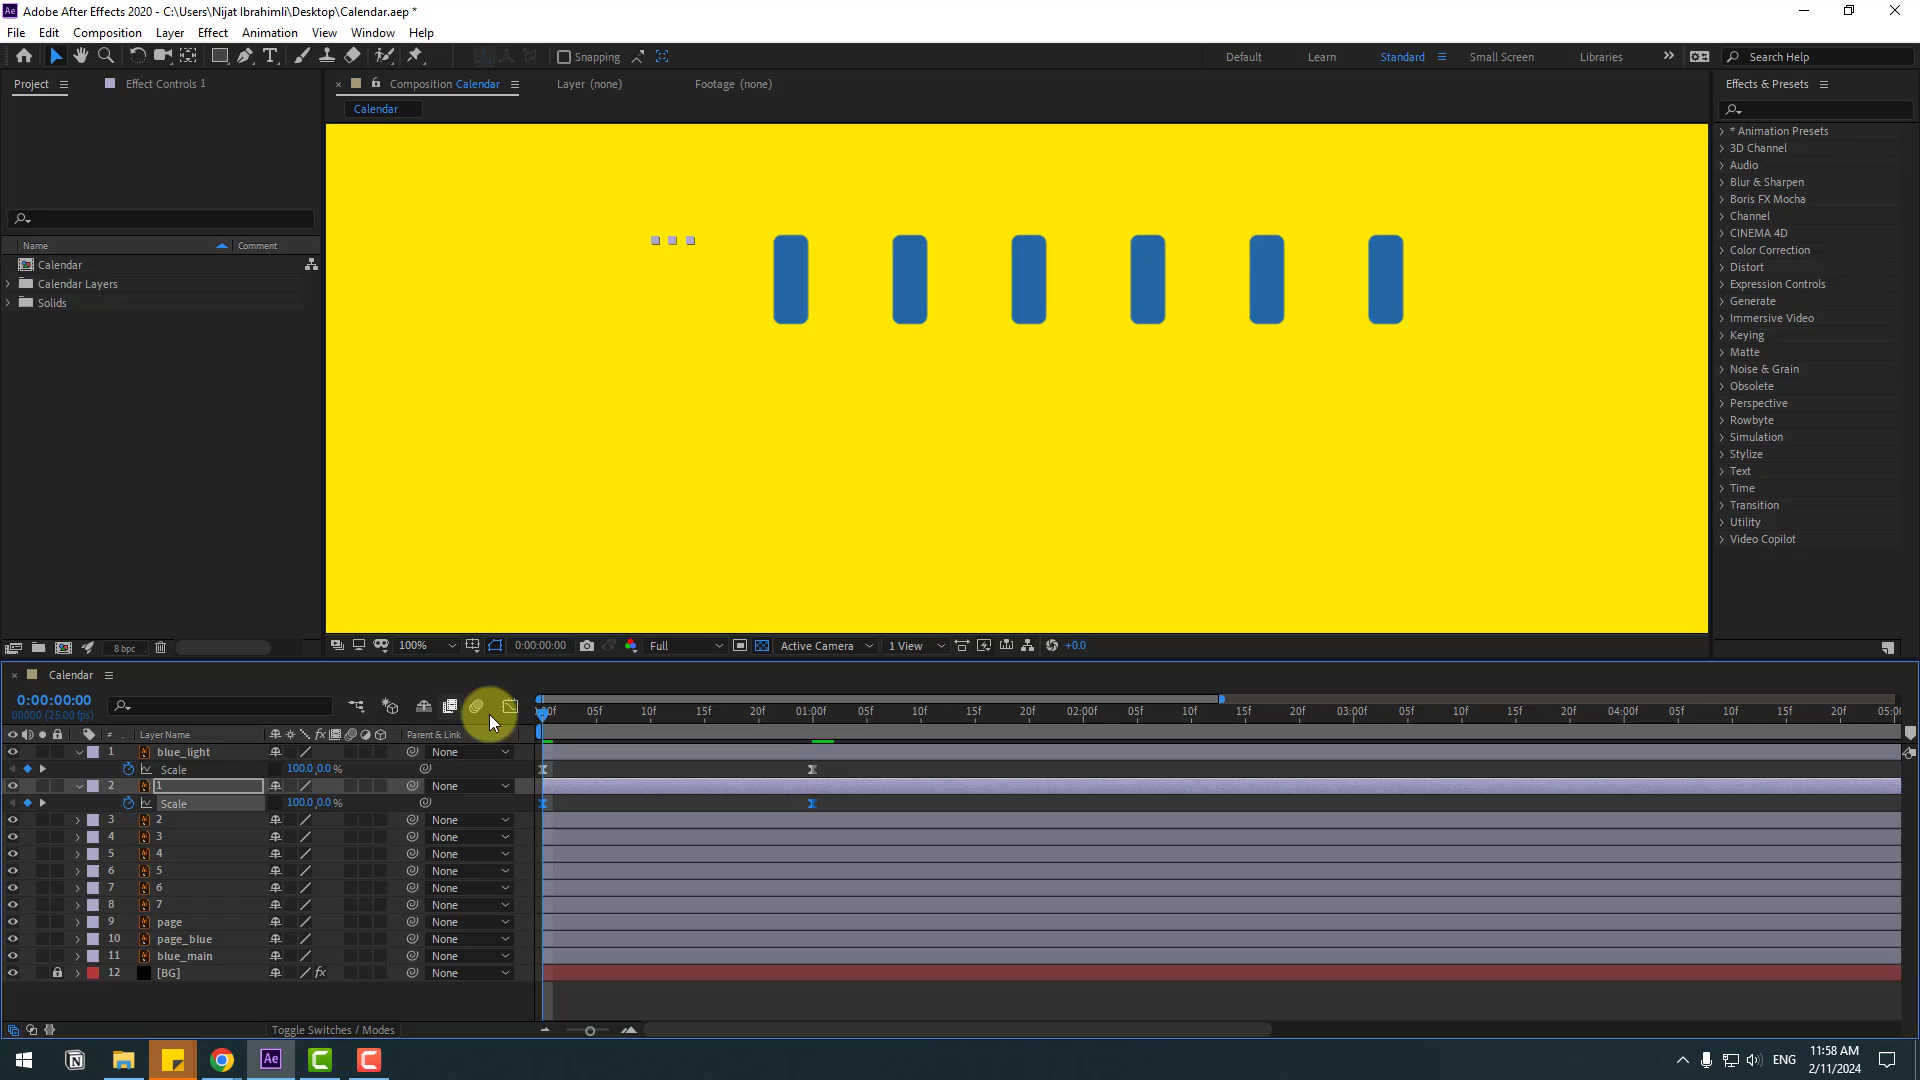 Ae Adobe After Effects 2020 - C:\Users\Nijat Ibrahimli\Desktop\Calendar.aep *
File Edit Composition Layer Effect Animation View Window Help
Snapping Default Learn Standard Small Screen Libraries Search Help
Project Effect Controls 1 Composition Calendar Layer (none) Footage (none) Effects & Presets
Calendar
* Animation Presets
3D Channel
Audio
Blur & Sharpen
Boris FX Mocha
Channel
CINEMA 4D
Color Correction
Distort
Expression Controls
Generate
Immersive Video
Keying
Matte
Noise & Grain
Obsolete
Perspective
Rowbyte
Simulation
Stylize
Text
Time
Transition
Utility
Video Copilot
Name Comment
Calendar
Calendar Layers
Solids
8 bpc 100% 0:00:00:00 Full Active Camera 1 View +0.0
Calendar
0:00:00:00
00000 (25.00 fps)
:00f 05f 10f 15f 20f 01:00f 05f 10f 15f 20f 02:00f 05f 10f 15f 20f 03:00f 05f 10f 15f 20f 04:00f 05f 10f 15f 20f 05:00
# Layer Name fx Parent & Link
1 blue_light None
Scale 100.0,0.0 %
2 1 None
Scale 100.0,0.0 %
3 2 None
4 3 None
5 4 None
6 5 None
7 6 None
8 7 None
9 page None
10 page_blue None
11 blue_main None
12 [BG] fx None
Toggle Switches / Modes
Ae ENG 11:58 AM
2/11/2024